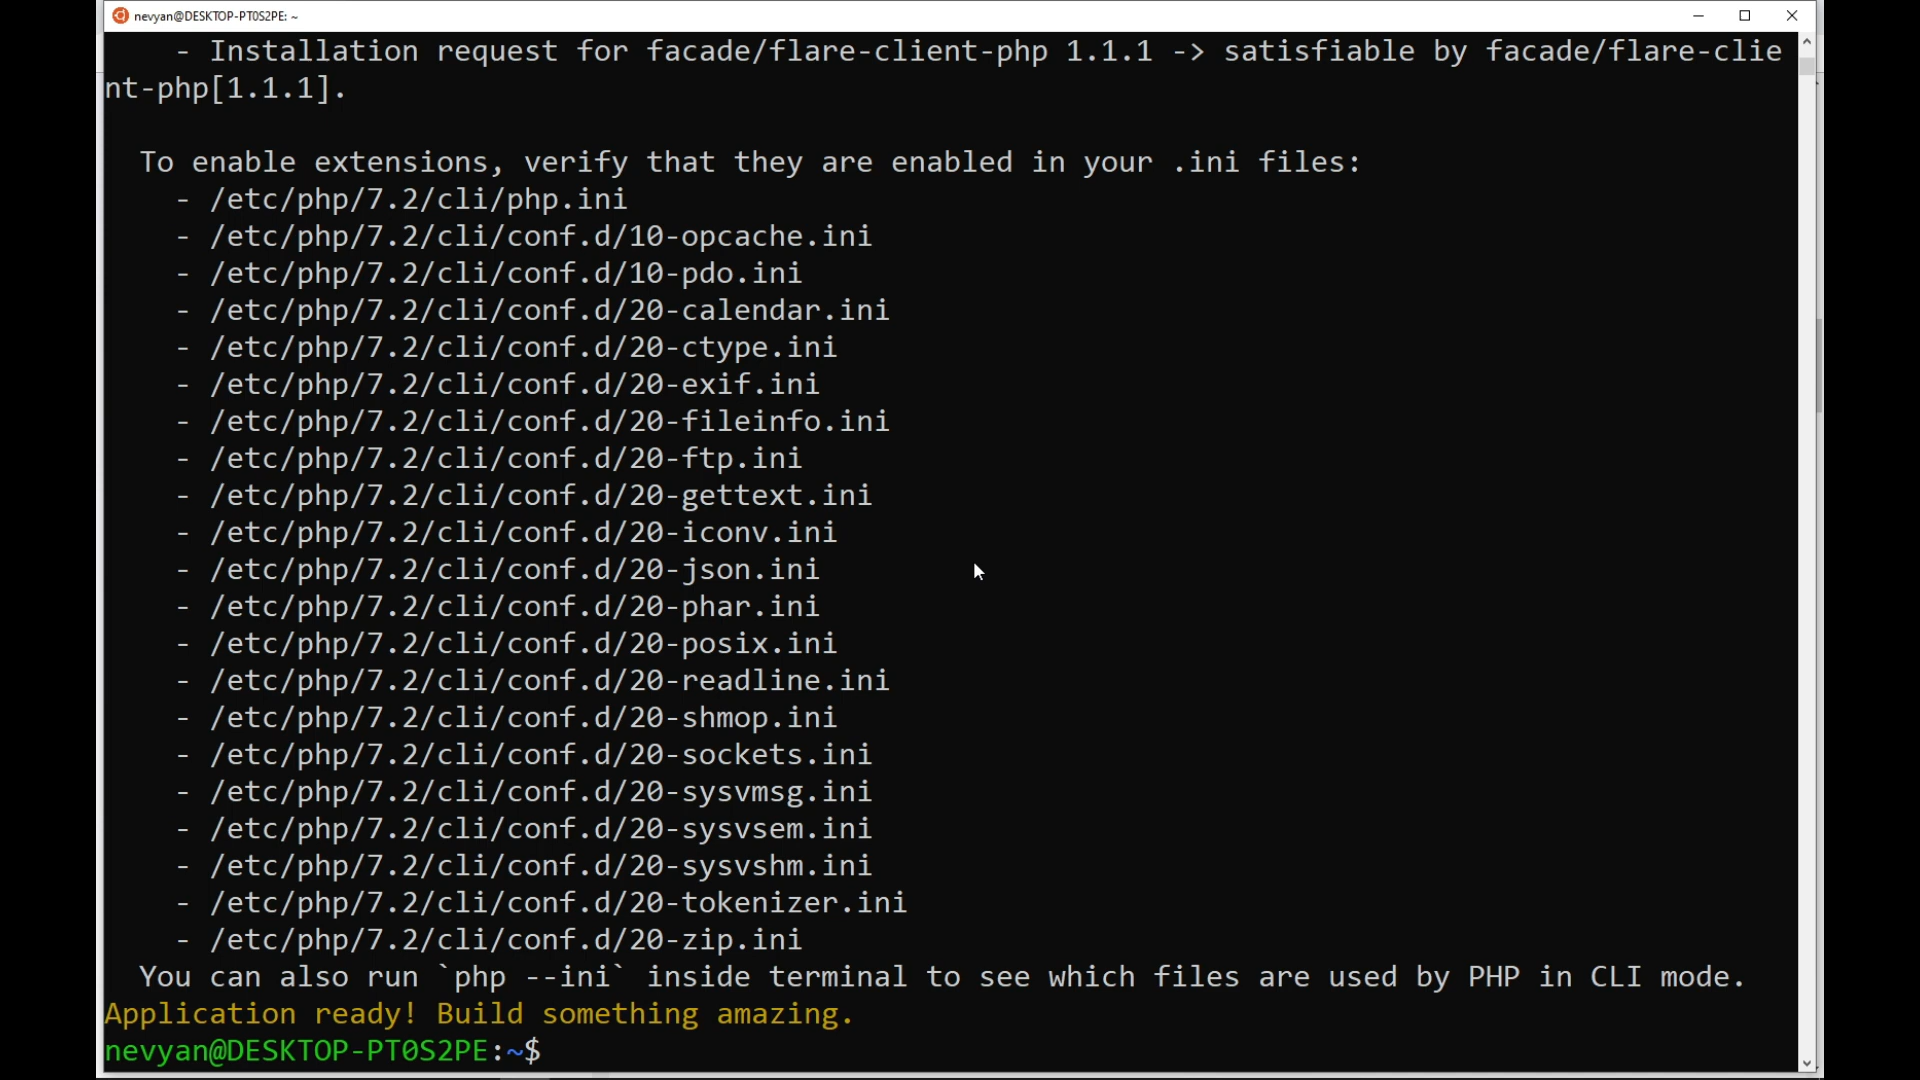 nevyan@DESKTOP-PT0S2PE: ~
- Installation request for facade/flare-client-php 1.1.1 -> satisfiable by facade/flare-clie
nt-php[1.1.1].
To enable extensions, verify that they are enabled in your .ini files:
- /etc/php/7.2/cli/php.ini
- /etc/php/7.2/cli/conf.d/10-opcache.ini
- /etc/php/7.2/cli/conf.d/10-pdo.ini
- /etc/php/7.2/cli/conf.d/20-calendar.ini
- /etc/php/7.2/cli/conf.d/20-ctype.ini
- /etc/php/7.2/cli/conf.d/20-exif.ini
- /etc/php/7.2/cli/conf.d/20-fileinfo.ini
- /etc/php/7.2/cli/conf.d/20-ftp.ini
- /etc/php/7.2/cli/conf.d/20-gettext.ini
- /etc/php/7.2/cli/conf.d/20-iconv.ini
- /etc/php/7.2/cli/conf.d/20-json.ini
- /etc/php/7.2/cli/conf.d/20-phar.ini
- /etc/php/7.2/cli/conf.d/20-posix.ini
- /etc/php/7.2/cli/conf.d/20-readline.ini
- /etc/php/7.2/cli/conf.d/20-shmop.ini
- /etc/php/7.2/cli/conf.d/20-sockets.ini
- /etc/php/7.2/cli/conf.d/20-sysvmsg.ini
- /etc/php/7.2/cli/conf.d/20-sysvsem.ini
- /etc/php/7.2/cli/conf.d/20-sysvshm.ini
- /etc/php/7.2/cli/conf.d/20-tokenizer.ini
- /etc/php/7.2/cli/conf.d/20-zip.ini
You can also run `php --ini` inside terminal to see which files are used by PHP in CLI mode.
Application ready! Build something amazing.
nevyan@DESKTOP-PT0S2PE:~$